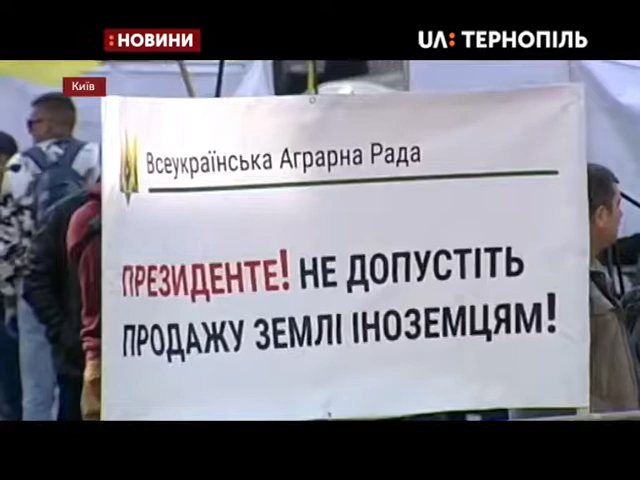 :НОВИНИ
UA: ТЕРНОПІЛЬ
Київ
Всеукраїнська Аграрна Рада
ПРЕЗИДЕНТЕ! НЕ ДОПУСТІТЬ
ПРОДАЖУ ЗЕМЛІ ІНОЗЕМЦЯМ!